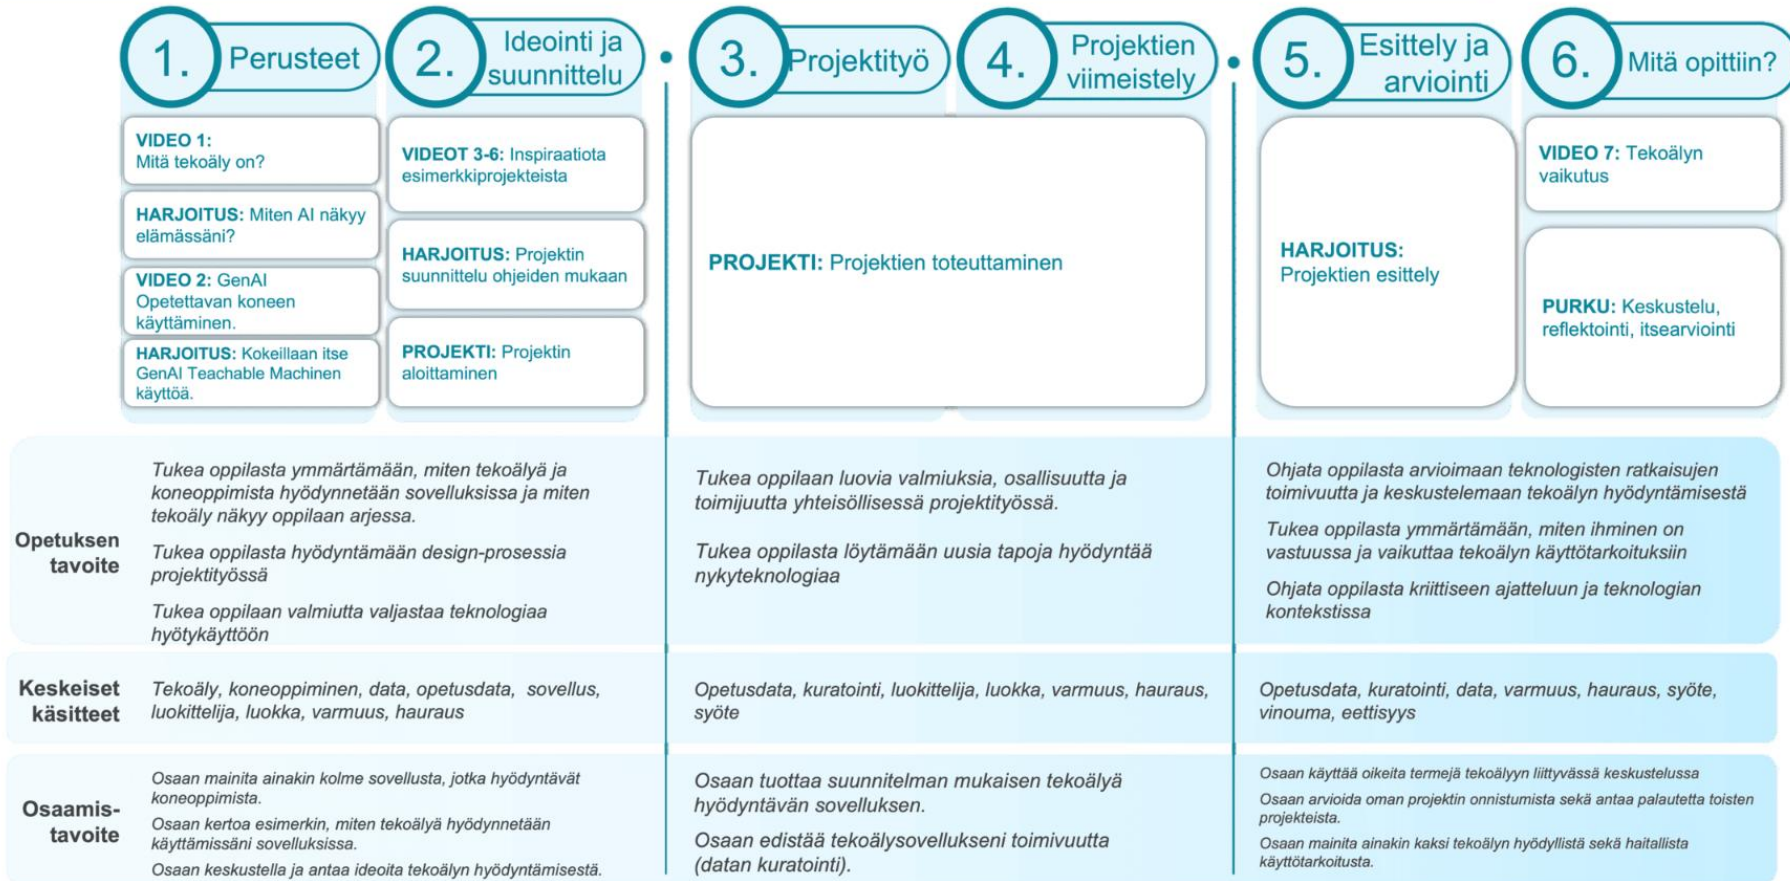 1. Perusteet
2. Ideointi ja
suunnittelu
3. Projektityö
4. Projektien
viimeistely
5. Esittely ja
arviointi
6. Mitä opittiin?
VIDEO 1:
Mitä tekoäly on?
HARJOITUS: Miten AI näkyy
elämässäni?
VIDEO 2: GenAI
Opetettavan koneen
käyttäminen.
HARJOITUS: Kokeillaan itse
GenAI Teachable Machinen
käyttöä.
VIDEOT 3-6: Inspiraatiota
esimerkkiprojekteista
HARJOITUS: Projektin
suunnittelu ohjeiden mukaan
PROJEKTI: Projektin
aloittaminen
PROJEKTI: Projektien toteuttaminen
HARJOITUS:
Projektien esittely
VIDEO 7: Tekoälyn
vaikutus
PURKU: Keskustelu,
reflektointi, itsearviointi
Opetuksen
tavoite
Tukea oppilasta ymmärtämään, miten tekoälyä ja
koneoppimista hyödynnetään sovelluksissa ja miten
tekoäly näkyy oppilaan arjessa.
Tukea oppilasta hyödyntämään design-prosessia
projektityössä
Tukea oppilaan valmiutta valjastaa teknologiaa
hyötykäyttöön
Tukea oppilaan luovia valmiuksia, osallisuutta ja
toimijuutta yhteisöllisessä projektityössä.
Tukea oppilasta löytämään uusia tapoja hyödyntää
nykyteknologiaa
Ohjata oppilasta arvioimaan teknologisten ratkaisujen
toimivuutta ja keskustelemaan tekoälyn hyödyntämisestä
Tukea oppilasta ymmärtämään, miten ihminen on
vastuussa ja vaikuttaa tekoälyn käyttötarkoituksiin
Ohjata oppilasta kriittiseen ajatteluun ja teknologian
kontekstissa
Keskeiset
käsitteet
Tekoäly, koneoppiminen, data, opetusdata, sovellus,
luokittelija, luokka, varmuus, hauraus
Opetusdata, kuratointi, luokittelija, luokka, varmuus, hauraus,
syöte
Opetusdata, kuratointi, data, varmuus, hauraus, syöte,
vinouma, eettisyys
Osaamis-
tavoite
Osaan mainita ainakin kolme sovellusta, jotka hyödyntävät
koneoppimista.
Osaan kertoa esimerkin, miten tekoälyä hyödynnetään
käyttämissäni sovelluksissa.
Osaan keskustella ja antaa ideoita tekoälyn hyödyntämisestä.
Osaan tuottaa suunnitelman mukaisen tekoälyä
hyödyntävän sovelluksen.
Osaan edistää tekoälysovellukseni toimivuutta
(datan kuratointi).
Osaan käyttää oikeita termejä tekoälyyn liittyvässä keskustelussa
Osaan arvioida oman projektin onnistumista sekä antaa palautetta toisten
projekteista.
Osaan mainita ainakin kaksi tekoälyn hyödyllistä sekä haitallista
käyttötarkoitusta.